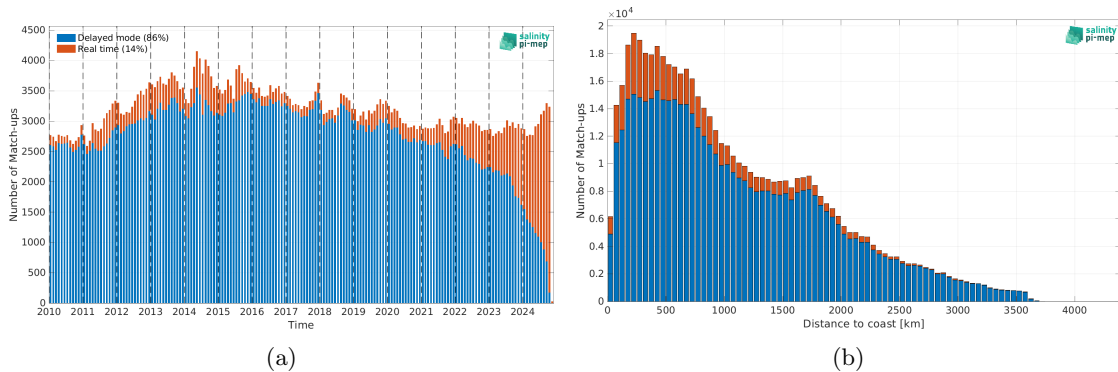 4500
4000
3500
3000
2500
2000
1500
1000
500
0
Number of Match-ups
Delayed mode (86%)
Real time (14%)
salinity
pi-mep
2010 2011 2012 2013 2014 2015 2016 2017 2018 2019 2020 2021 2022 2023 2024
Time
(a)
×10⁴
2
1.8
1.6
1.4
1.2
1
0.8
0.6
0.4
0.2
0
Number of Match-ups
salinity
pi-mep
0 500 1000 1500 2000 2500 3000 3500 4000
Distance to coast [km]
(b)